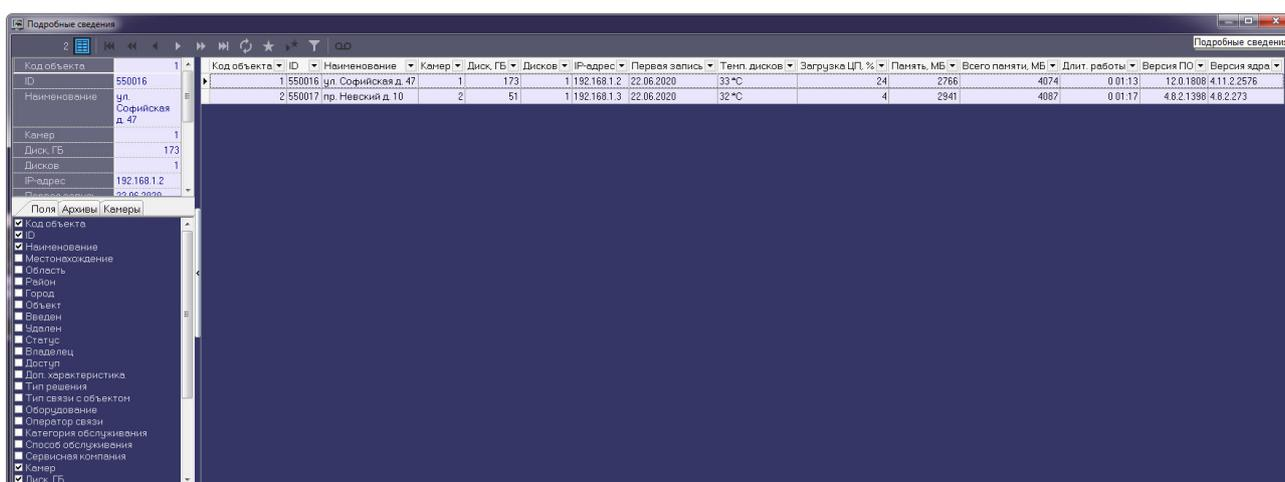 Подробные сведения
2
Подробные сведения
Код объекта 1
ID 550016
Наименование ул. Софийская д. 47
Камер 1
Диск, ГБ 173
Дисков 1
IP-адрес 192.168.1.2
Первая запись 22.06.2020
Поля Архивы Камеры
Код объекта
ID
Наименование
Местонахождение
Область
Район
Город
Объект
Введен
Удален
Статус
Владелец
Доступ
Доп. характеристика
Тип решения
Тип связи с объектом
Оборудование
Оператор связи
Категория обслуживания
Способ обслуживания
Сервисная компания
Камер
Диск, ГБ
Код объекта ID Наименование Камер Диск, ГБ Дисков IP-адрес Первая запись Темп. дисков Загрузка ЦП, % Память, МБ Всего памяти, МБ Длит. работы Версия ПО Версия ядра
1 550016 ул. Софийская д. 47 1 173 1 192.168.1.2 22.06.2020 33 °C 24 2766 4074 0 01:13 12.0.1808 4.11.2.2576
2 550017 пр. Невский д. 10 2 51 1 192.168.1.3 22.06.2020 32 °C 4 2941 4087 0 01:17 4.8.2.1398 4.8.2.273